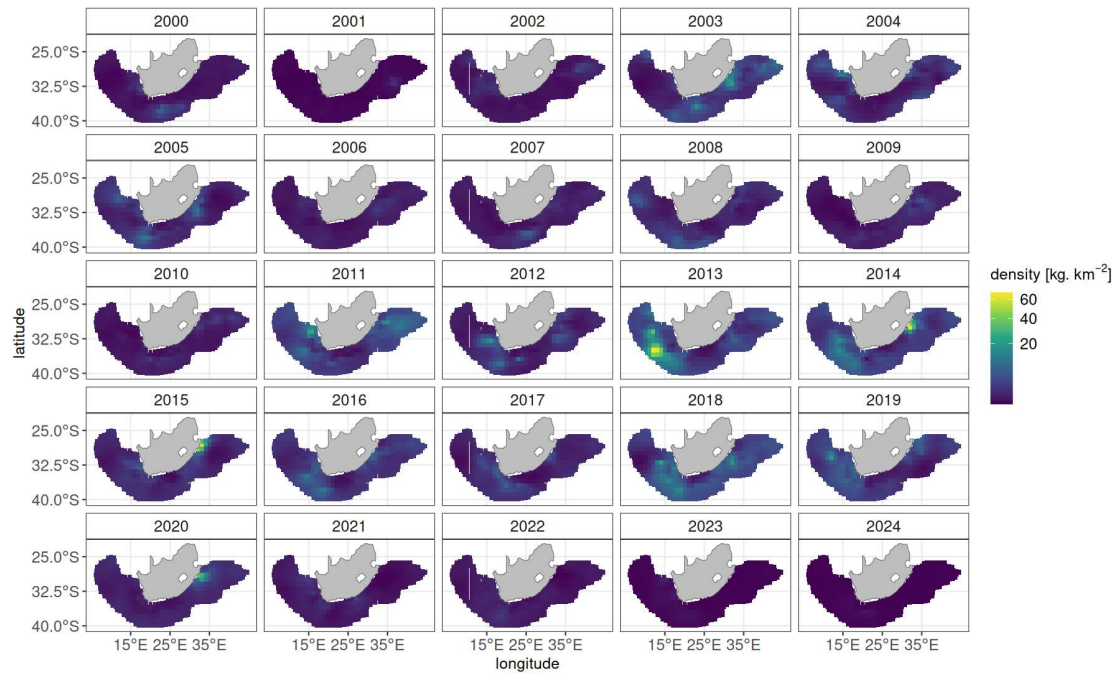 2000 2001 2002 2003 2004
25.0°S
32.5°S
40.0°S
2005 2006 2007 2008 2009
25.0°S
32.5°S
40.0°S
2010 2011 2012 2013 2014
25.0°S
32.5°S
40.0°S
2015 2016 2017 2018 2019
25.0°S
32.5°S
40.0°S
2020 2021 2022 2023 2024
25.0°S
32.5°S
40.0°S
15°E 25°E 35°E 15°E 25°E 35°E 15°E 25°E 35°E 15°E 25°E 35°E 15°E 25°E 35°E
longitude
latitude
density [kg. km⁻²]
60
40
20